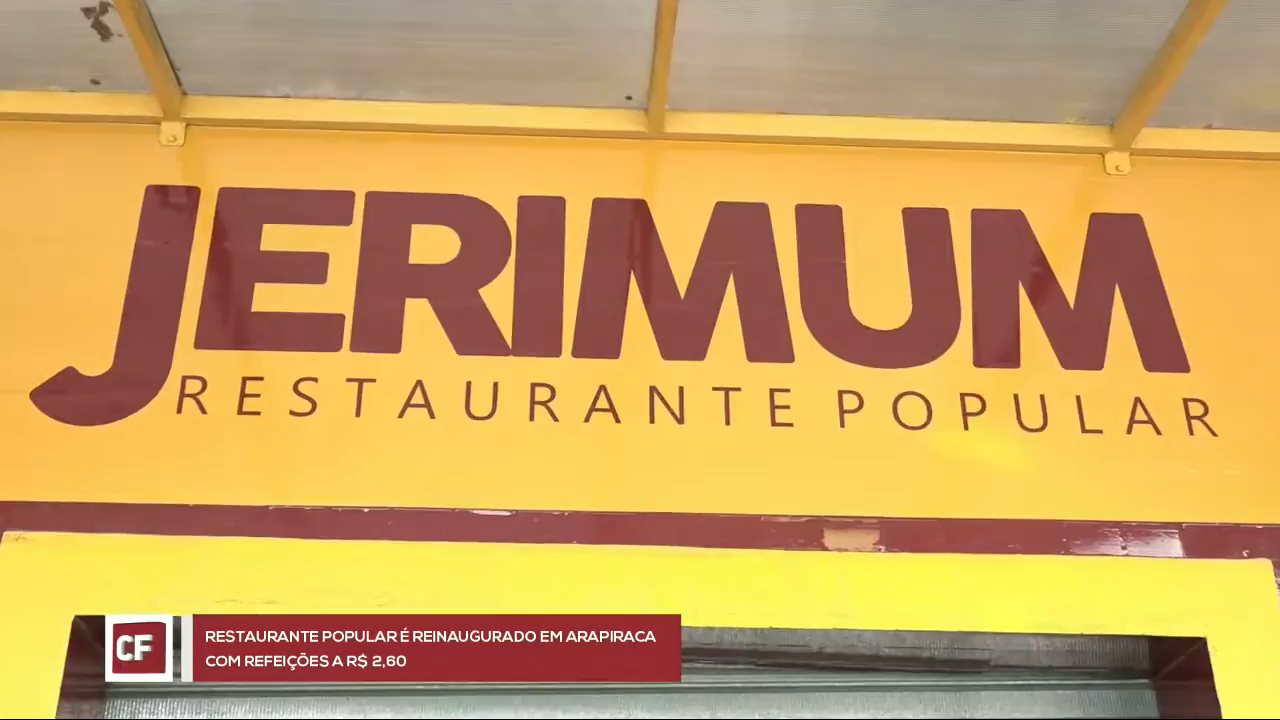 JERIMUM
RESTAURANTE POPULAR
CF
RESTAURANTE POPULAR É REINAUGURADO EM ARAPIRACA
COM REFEIÇÕES A R$ 2,60